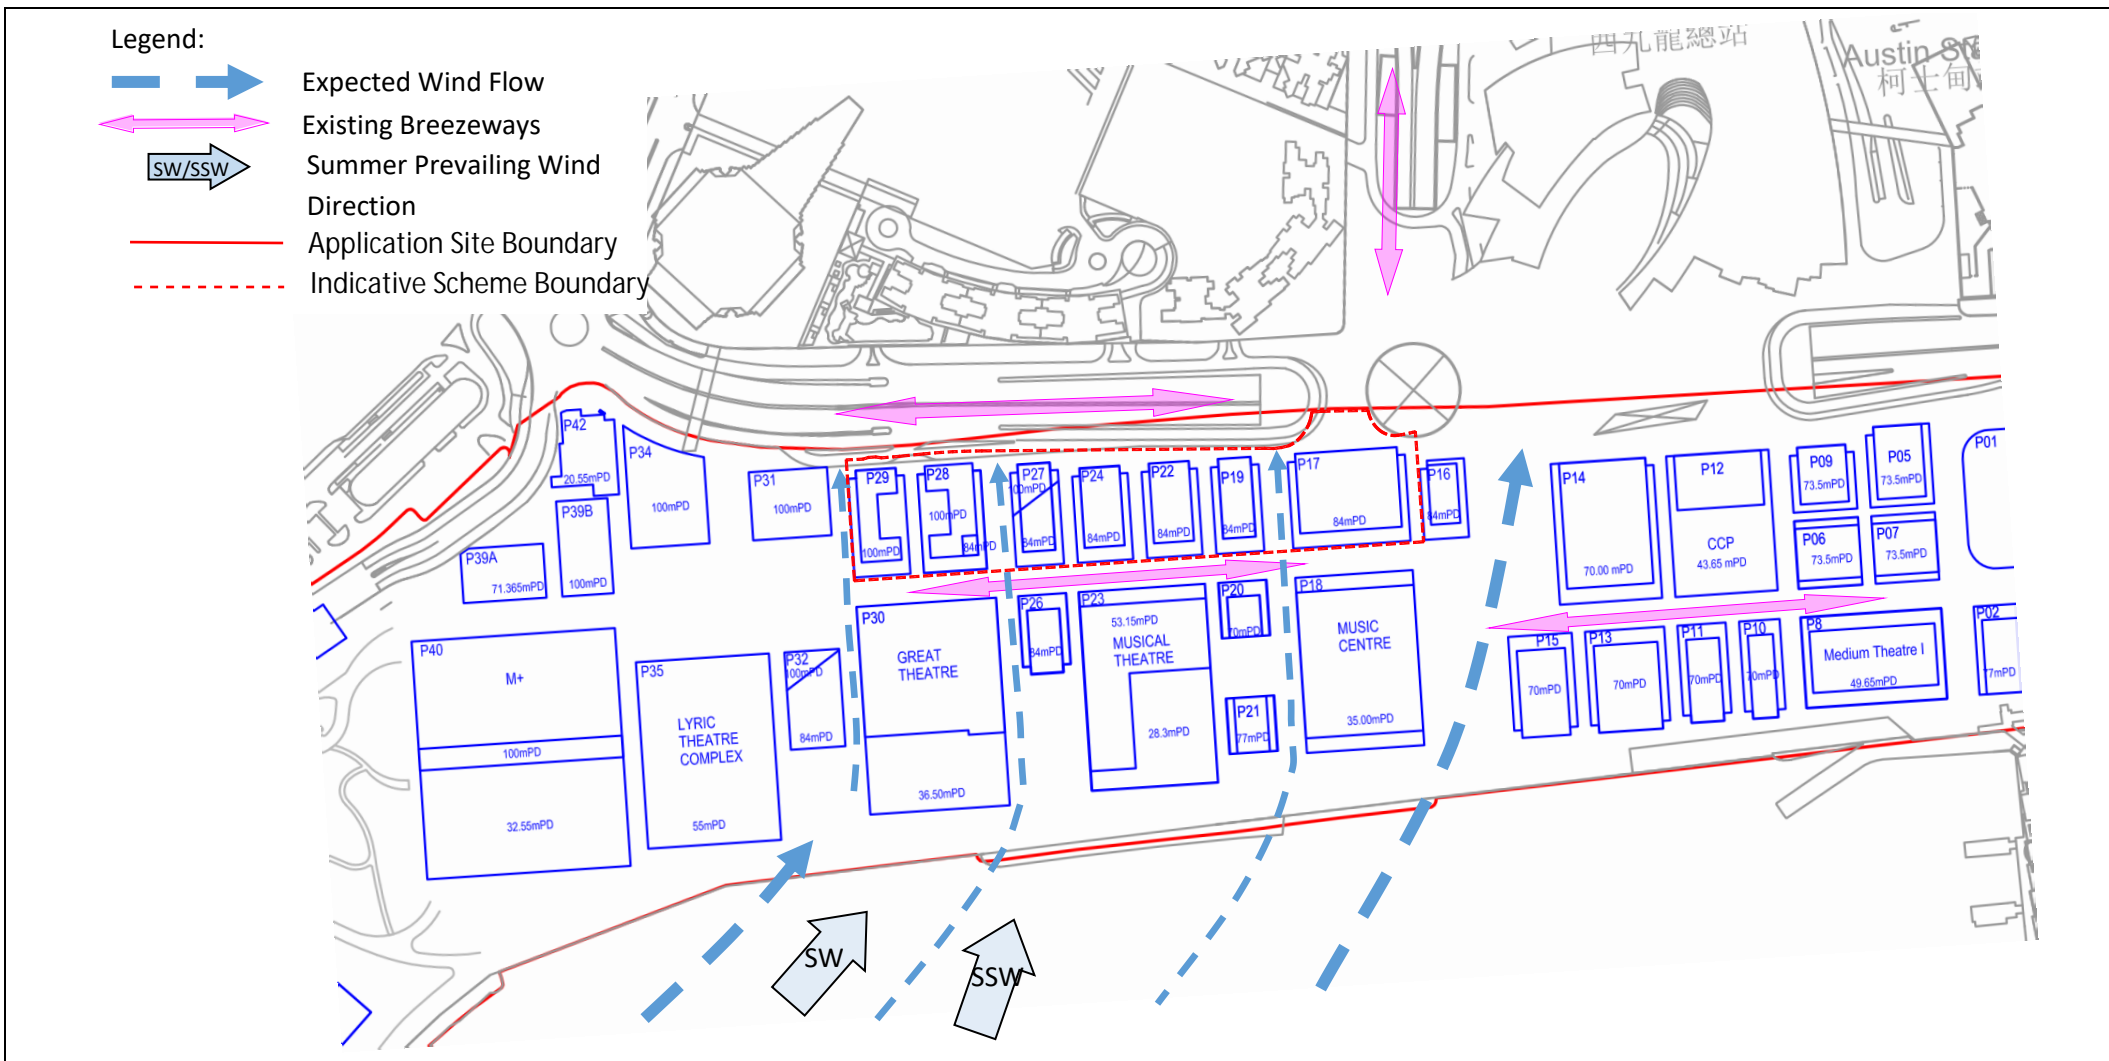 Legend:
Expected Wind Flow
Existing Breezeways
SW/SSW
Summer Prevailing Wind
Direction
Application Site Boundary
Indicative Scheme Boundary
西九龍總站
Austin
柯士甸
P42
20.55mPD
P34
100mPD
P31
100mPD
P39B
100mPD
P39A
71.365mPD
P29
100mPD
P28
100mPD
84mPD
P27
100mPD
84mPD
P24
84mPD
P22
84mPD
P19
84mPD
P17
84mPD
P16
84mPD
P14
70.00 mPD
P12
CCP
43.65 mPD
P09
73.5mPD
P05
73.5mPD
P06
73.5mPD
P07
73.5mPD
P01
P40
M+
100mPD
32.55mPD
P35
LYRIC
THEATRE
COMPLEX
55mPD
P32
100mPD
84mPD
P30
GREAT
THEATRE
36.50mPD
P26
84mPD
P23
53.15mPD
MUSICAL
THEATRE
28.3mPD
P20
70mPD
P21
77mPD
P18
MUSIC
CENTRE
35.00mPD
P15
70mPD
P13
70mPD
P11
70mPD
P10
70mPD
P8
Medium Theatre I
49.65mPD
P02
77mPD
SW
SSW